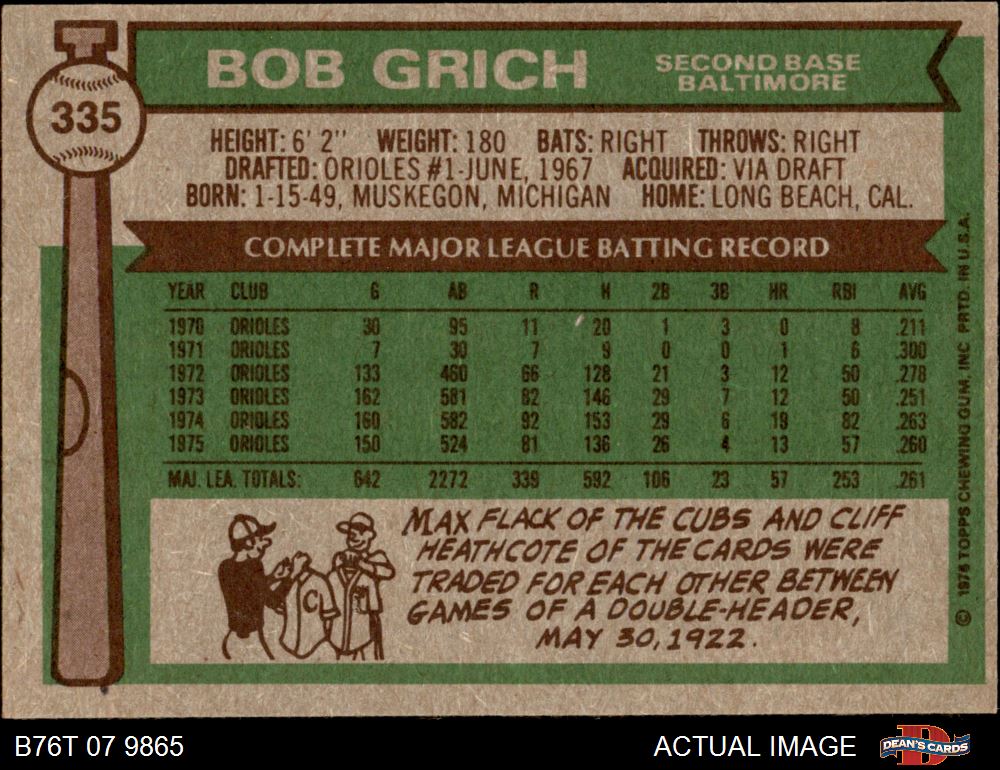 BOB GRICH
SECOND BASE
BALTIMORE
335
HEIGHT: 6' 2" WEIGHT: 180 BATS: RIGHT THROWS: RIGHT
DRAFTED: ORIOLES #1-JUNE, 1967 ACQUIRED: VIA DRAFT
BORN: 1-15-49, MUSKEGON, MICHIGAN HOME: LONG BEACH, CAL.
COMPLETE MAJOR LEAGUE BATTING RECORD
YEAR CLUB G AB R H 2B 3B HR RBI AVG
1970 ORIOLES 30 95 11 20 1 3 0 8 .211
1971 ORIOLES 7 30 7 9 0 0 1 6 .300
1972 ORIOLES 133 460 66 128 21 3 12 50 .278
1973 ORIOLES 162 581 82 146 29 7 12 50 .251
1974 ORIOLES 160 582 92 153 29 6 19 82 .263
1975 ORIOLES 150 524 81 136 26 4 13 57 .260
MAJ. LEA. TOTALS: 642 2272 339 592 106 23 57 253 .261
C
MAX FLACK OF THE CUBS AND CLIFF
HEATHCOTE OF THE CARDS WERE
TRADED FOR EACH OTHER BETWEEN
GAMES OF A DOUBLE-HEADER,
MAY 30, 1922.
© 1976 TOPPS CHEWING GUM, INC PRTD. IN U.S.A.
B76T 07 9865
ACTUAL IMAGE
DEAN'S CARDS